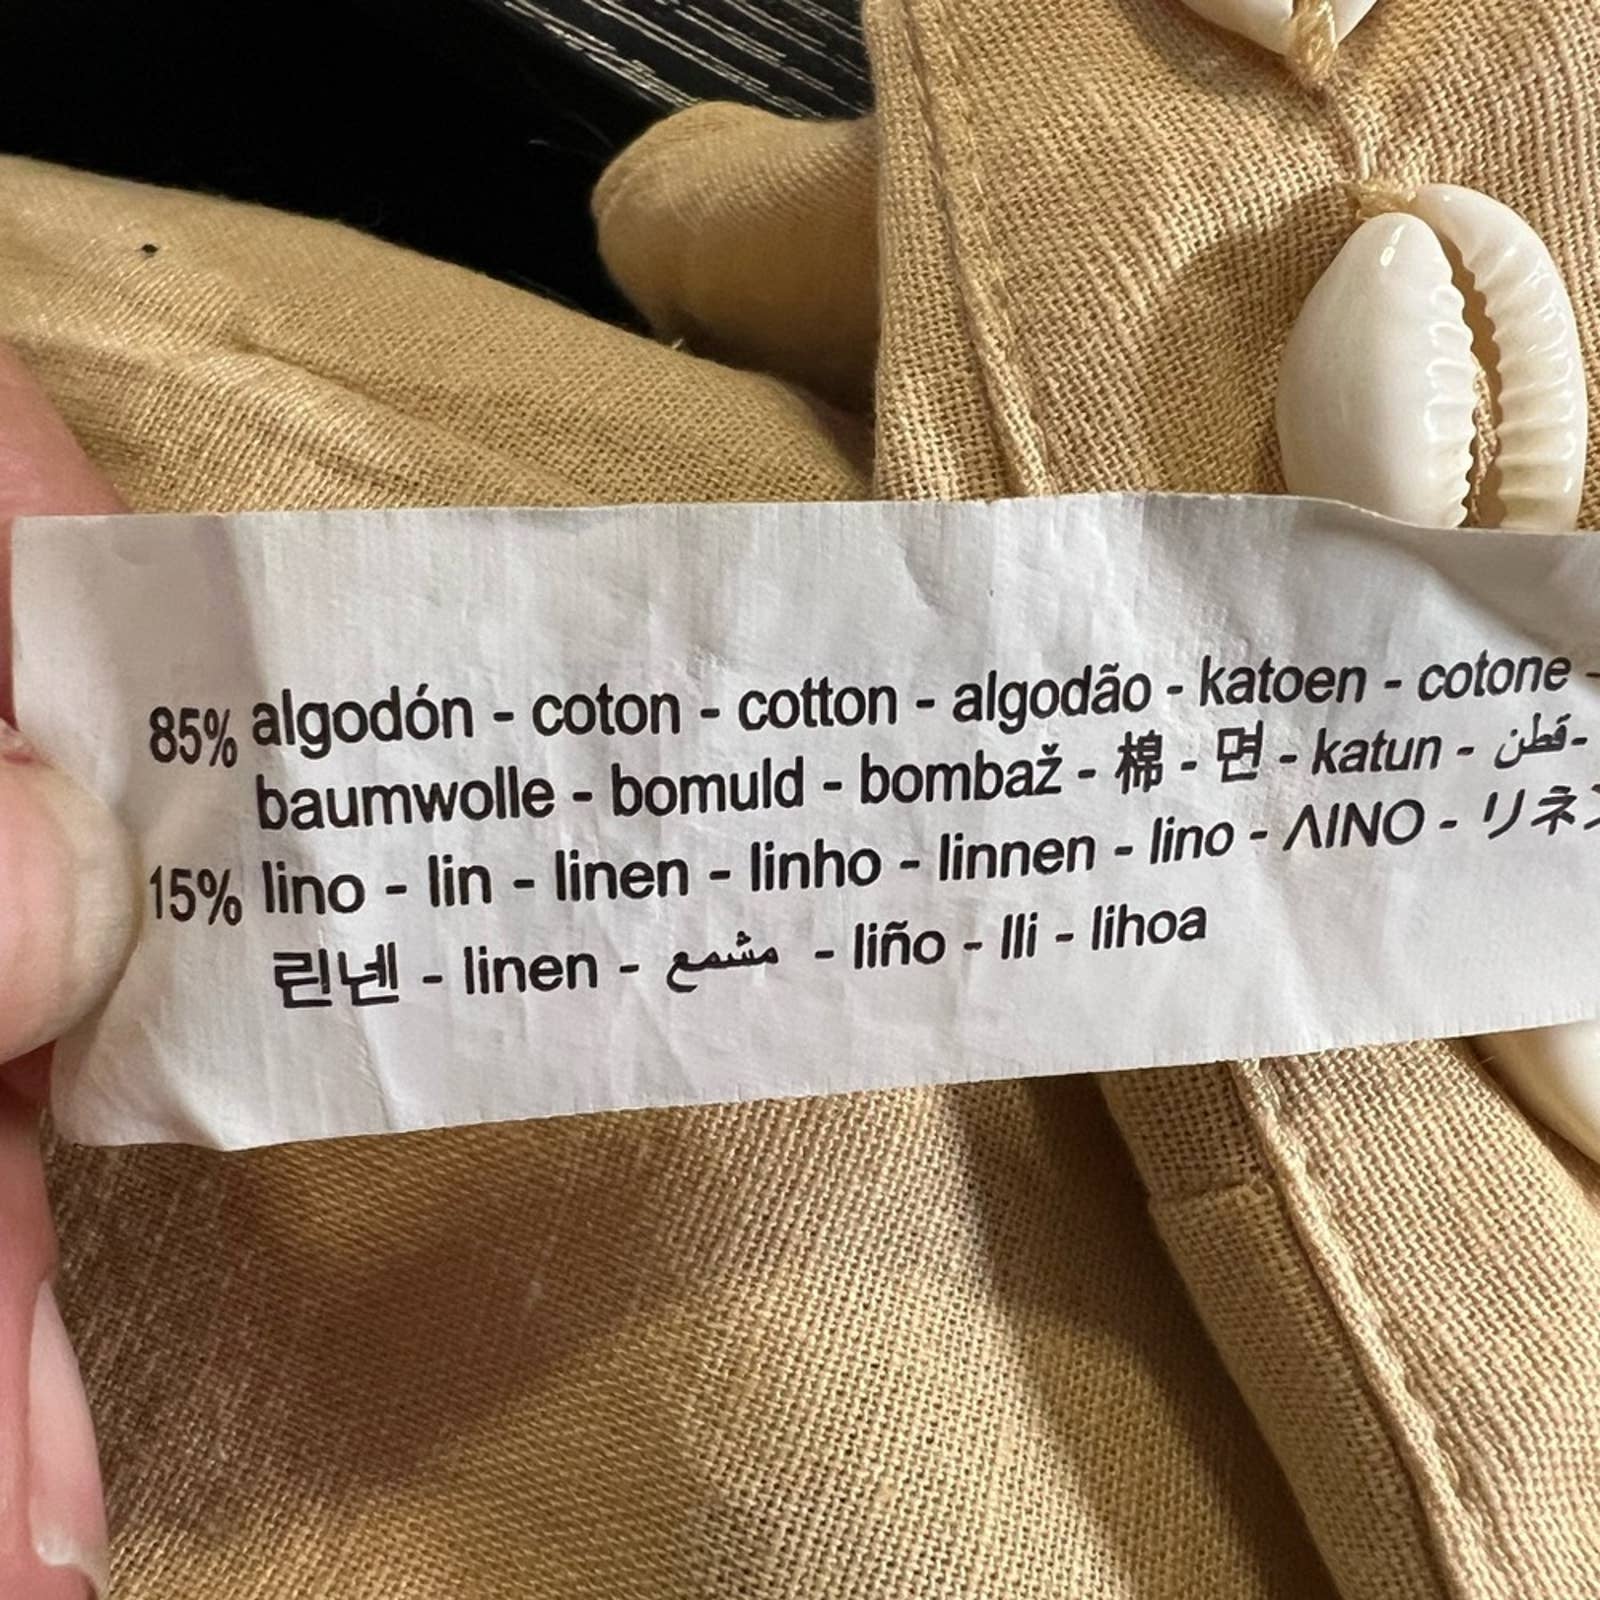 85% algodón - coton - cotton - algodão - katoen - cotone -
baumwolle - bomuld - bombaž - 棉 - 면 - katun - قطن -
15% lino - lin - linen - linho - linnen - lino - ΛΙΝΟ - リネン
린넨 - linen - مشمع - liño - lli - lihoa